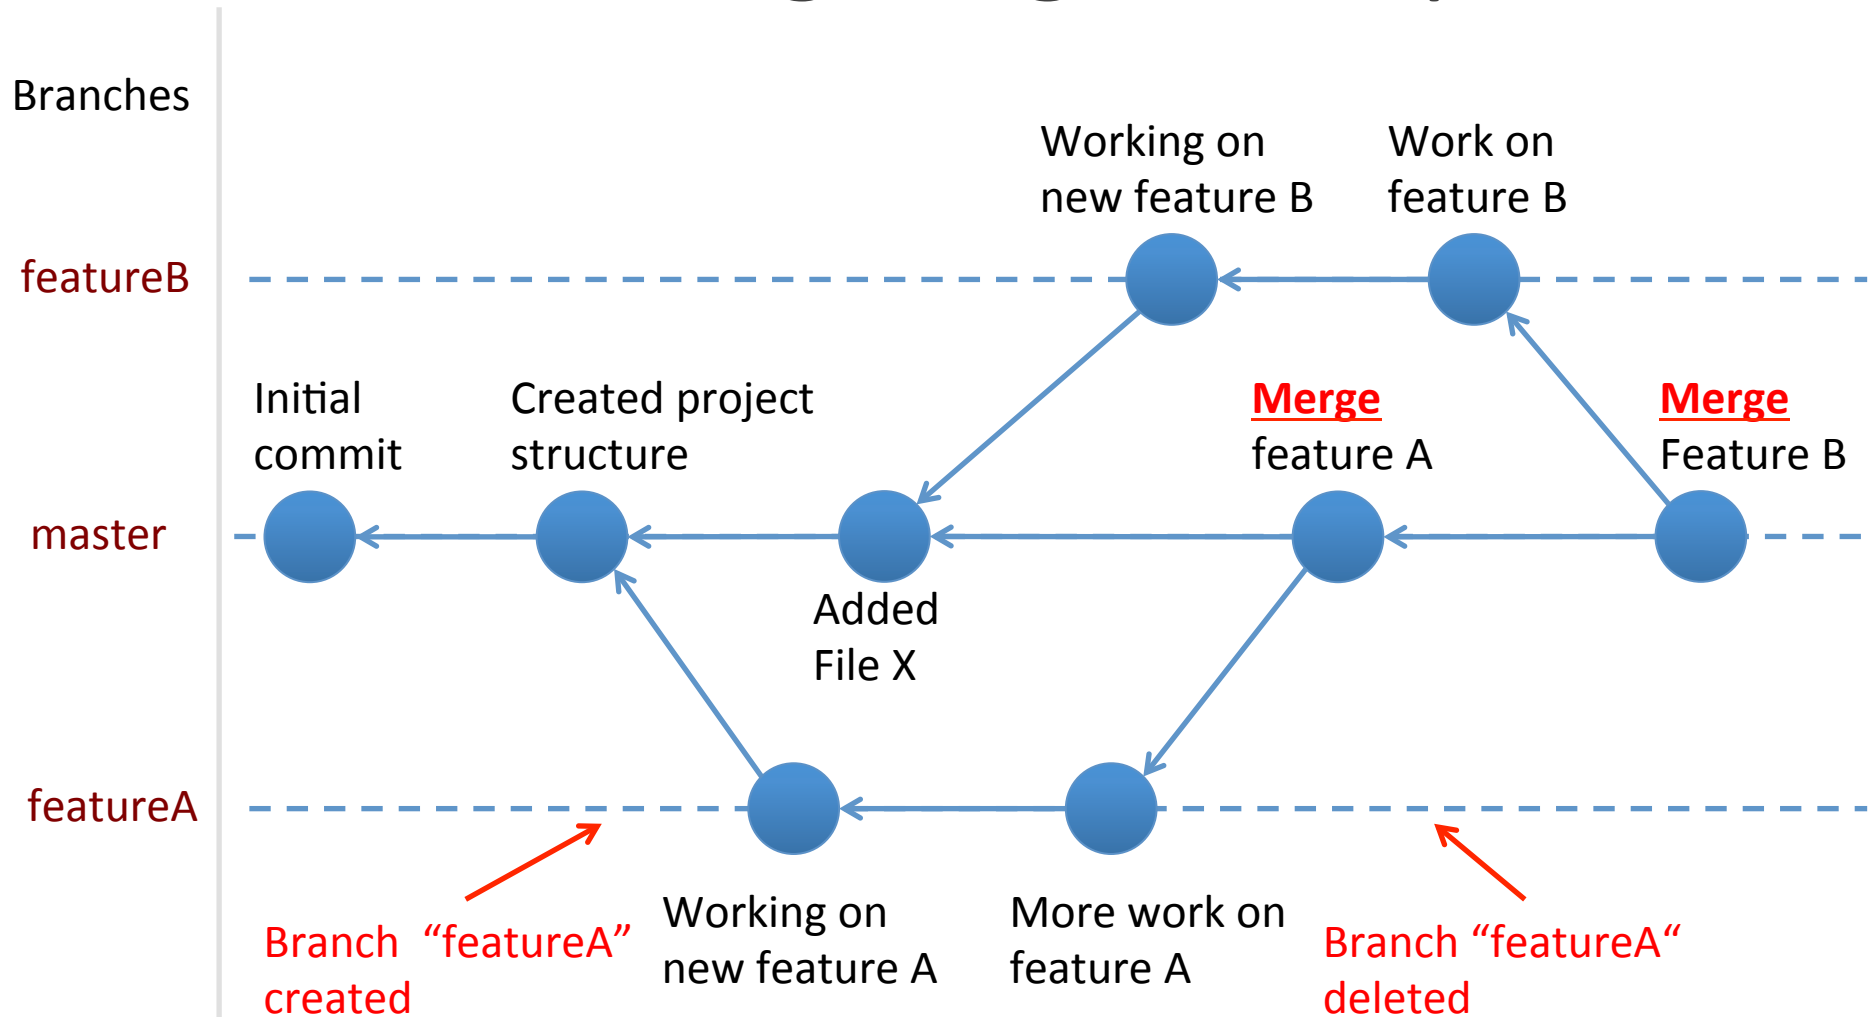 Branches
Working on
new feature B
Work on
feature B
featureB
Initial
commit
Created project
structure
Merge
feature A
Merge
Feature B
master
Added
File X
featureA
Branch “featureA”
created
Working on
new feature A
More work on
feature A
Branch “featureA“
deleted